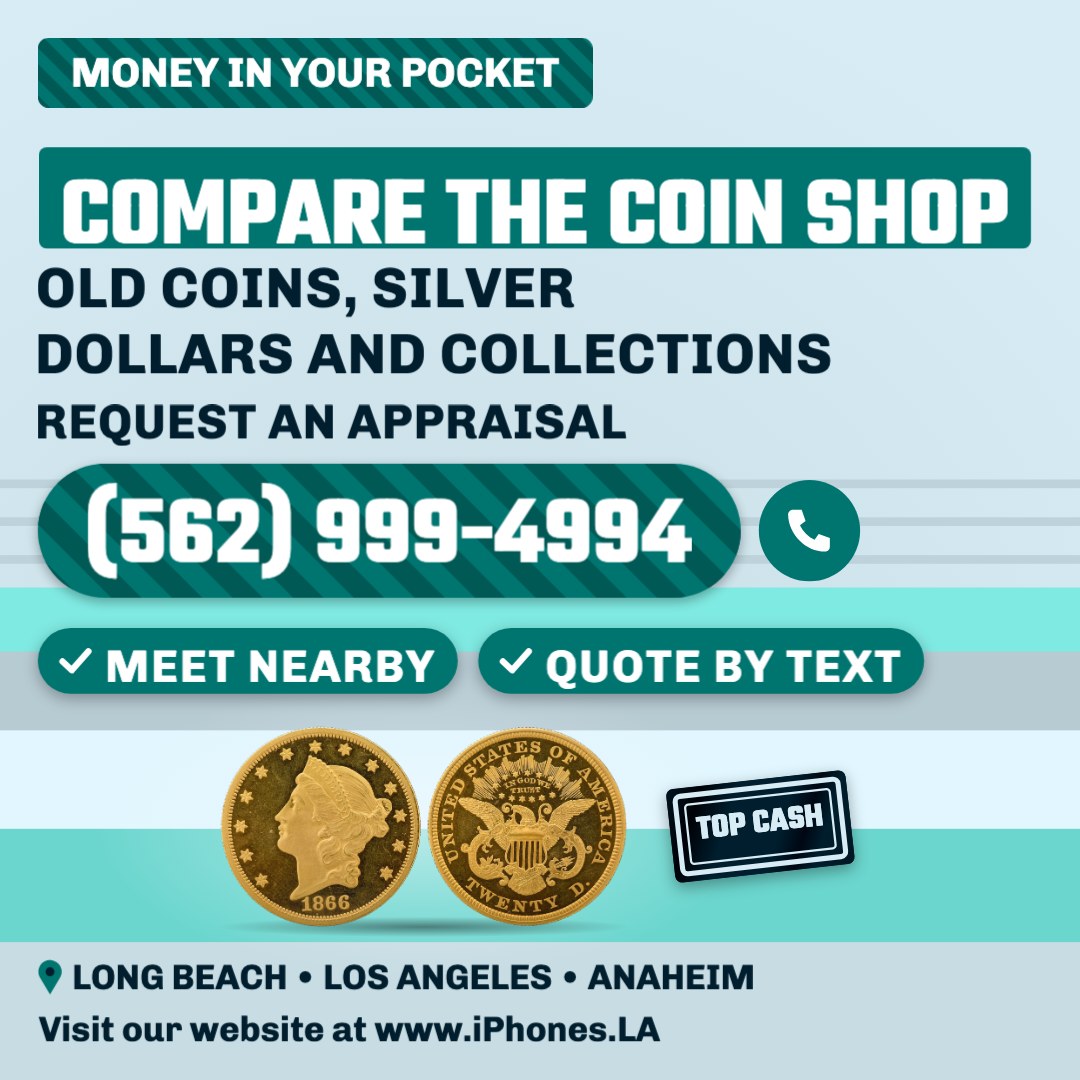 MONEY IN YOUR POCKET
COMPARE THE COIN SHOP
OLD COINS, SILVER
DOLLARS AND COLLECTIONS
REQUEST AN APPRAISAL
(562) 999-4994
MEET NEARBY
QUOTE BY TEXT
1866
UNITED STATES OF AMERICA
IN GOD WE
TRUST
TWENTY D.
TOP CASH
LONG BEACH • LOS ANGELES • ANAHEIM
Visit our website at www.iPhones.LA